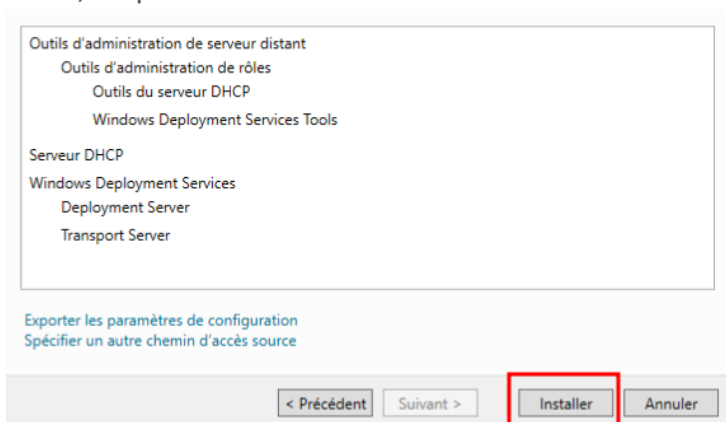 Outils d'administration de serveur distant
Outils d'administration de rôles
Outils du serveur DHCP
Windows Deployment Services Tools
Serveur DHCP
Windows Deployment Services
Deployment Server
Transport Server
Exporter les paramètres de configuration
Spécifier un autre chemin d'accès source
< Précédent Suivant > Installer Annuler